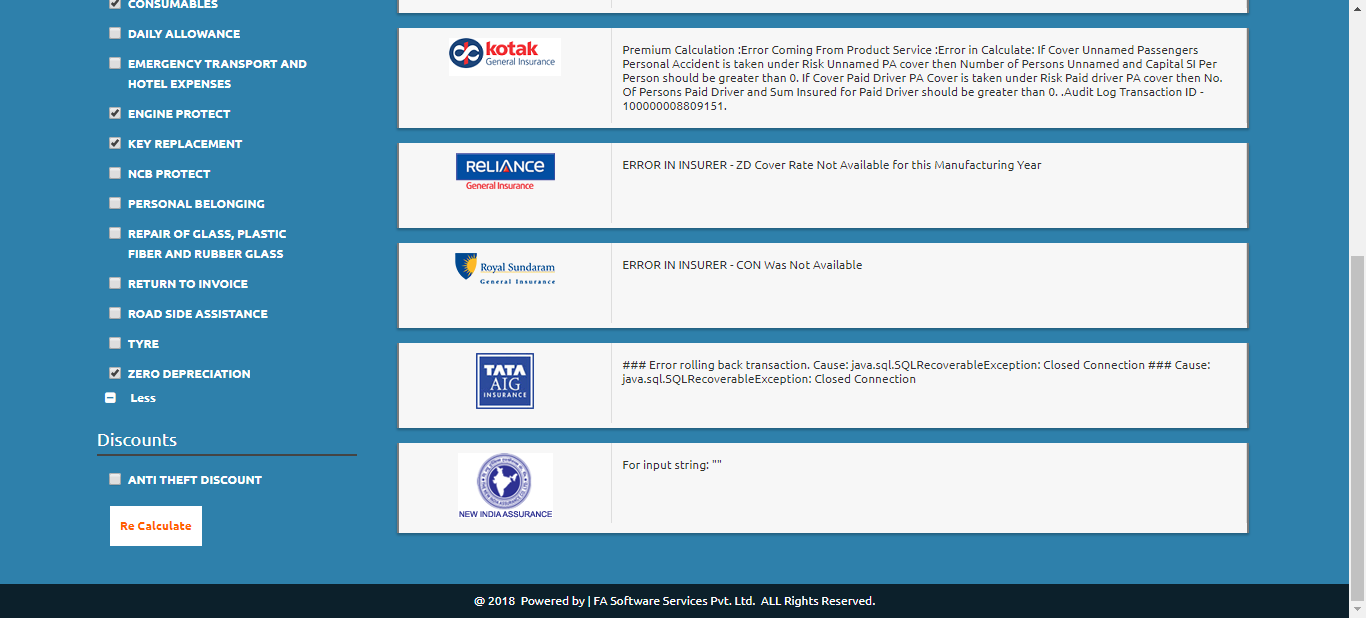 CONSUMABLES
DAILY ALLOWANCE
EMERGENCY TRANSPORT AND
HOTEL EXPENSES
ENGINE PROTECT
KEY REPLACEMENT
NCB PROTECT
PERSONAL BELONGING
REPAIR OF GLASS, PLASTIC
FIBER AND RUBBER GLASS
RETURN TO INVOICE
ROAD SIDE ASSISTANCE
TYRE
ZERO DEPRECIATION
Less
Discounts
ANTI THEFT DISCOUNT
Re Calculate
kotak
General Insurance
Premium Calculation :Error Coming From Product Service :Error in Calculate: If Cover Unnamed Passengers
Personal Accident is taken under Risk Unnamed PA cover then Number of Persons Unnamed and Capital SI Per
Person should be greater than 0. If Cover Paid Driver PA Cover is taken under Risk Paid driver PA cover then No.
Of Persons Paid Driver and Sum Insured for Paid Driver should be greater than 0. .Audit Log Transaction ID -
100000008809151.
RELIANCE
General Insurance
ERROR IN INSURER - ZD Cover Rate Not Available for this Manufacturing Year
Royal Sundaram
General Insurance
ERROR IN INSURER - CON Was Not Available
TATA
AIG
INSURANCE
### Error rolling back transaction. Cause: java.sql.SQLRecoverableException: Closed Connection ### Cause:
java.sql.SQLRecoverableException: Closed Connection
NEW INDIA ASSURANCE
For input string: ""
@ 2018 Powered by | FA Software Services Pvt. Ltd. ALL Rights Reserved.